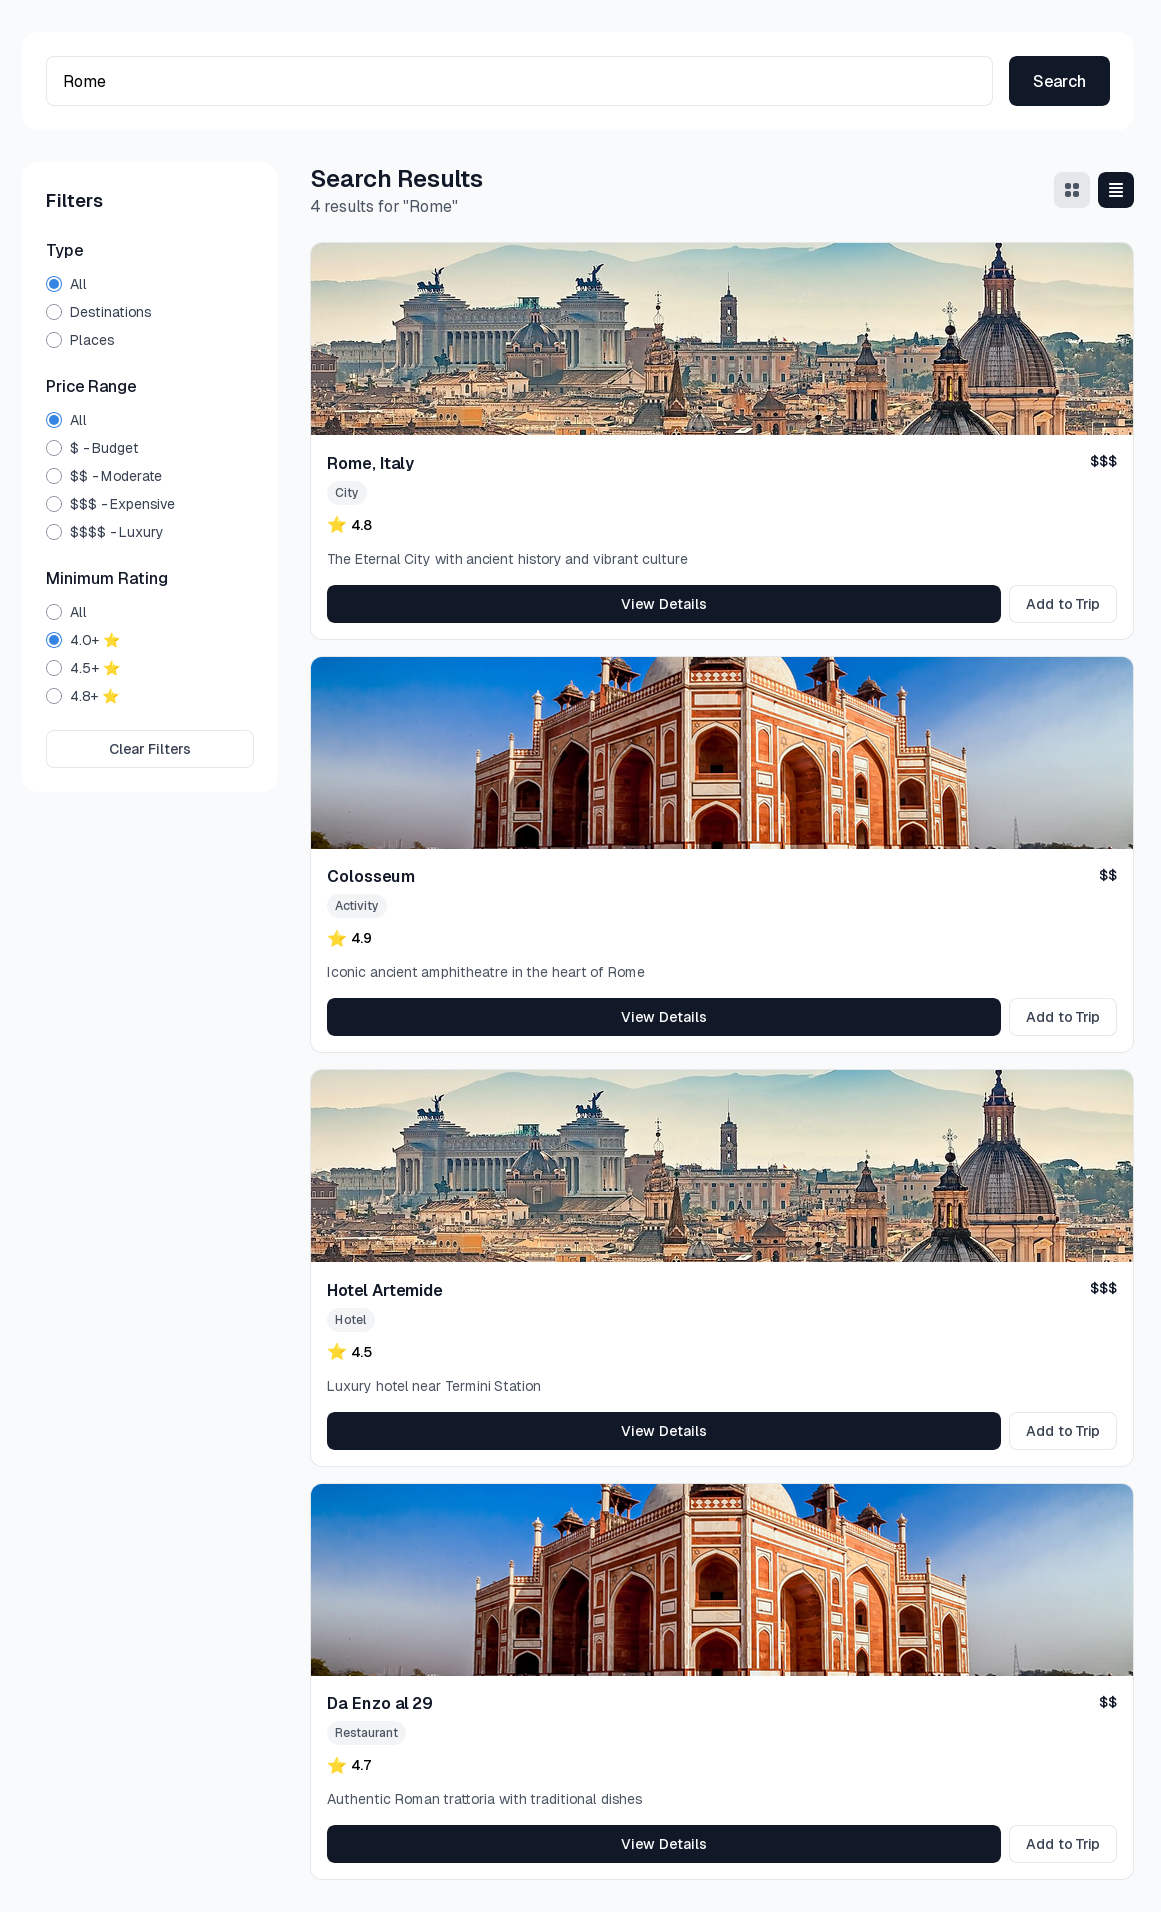 Rome
Search
Filters
Type
All
Destinations
Places
Price Range
All
$ - Budget
$$ - Moderate
$$$ - Expensive
$$$$ - Luxury
Minimum Rating
All
4.0+ ⭐
4.5+ ⭐
4.8+ ⭐
Clear Filters
Search Results
4 results for "Rome"
Rome, Italy $$$
City
⭐ 4.8
The Eternal City with ancient history and vibrant culture
View Details Add to Trip
Colosseum $$
Activity
⭐ 4.9
Iconic ancient amphitheatre in the heart of Rome
View Details Add to Trip
Hotel Artemide $$$
Hotel
⭐ 4.5
Luxury hotel near Termini Station
View Details Add to Trip
Da Enzo al 29 $$
Restaurant
⭐ 4.7
Authentic Roman trattoria with traditional dishes
View Details Add to Trip